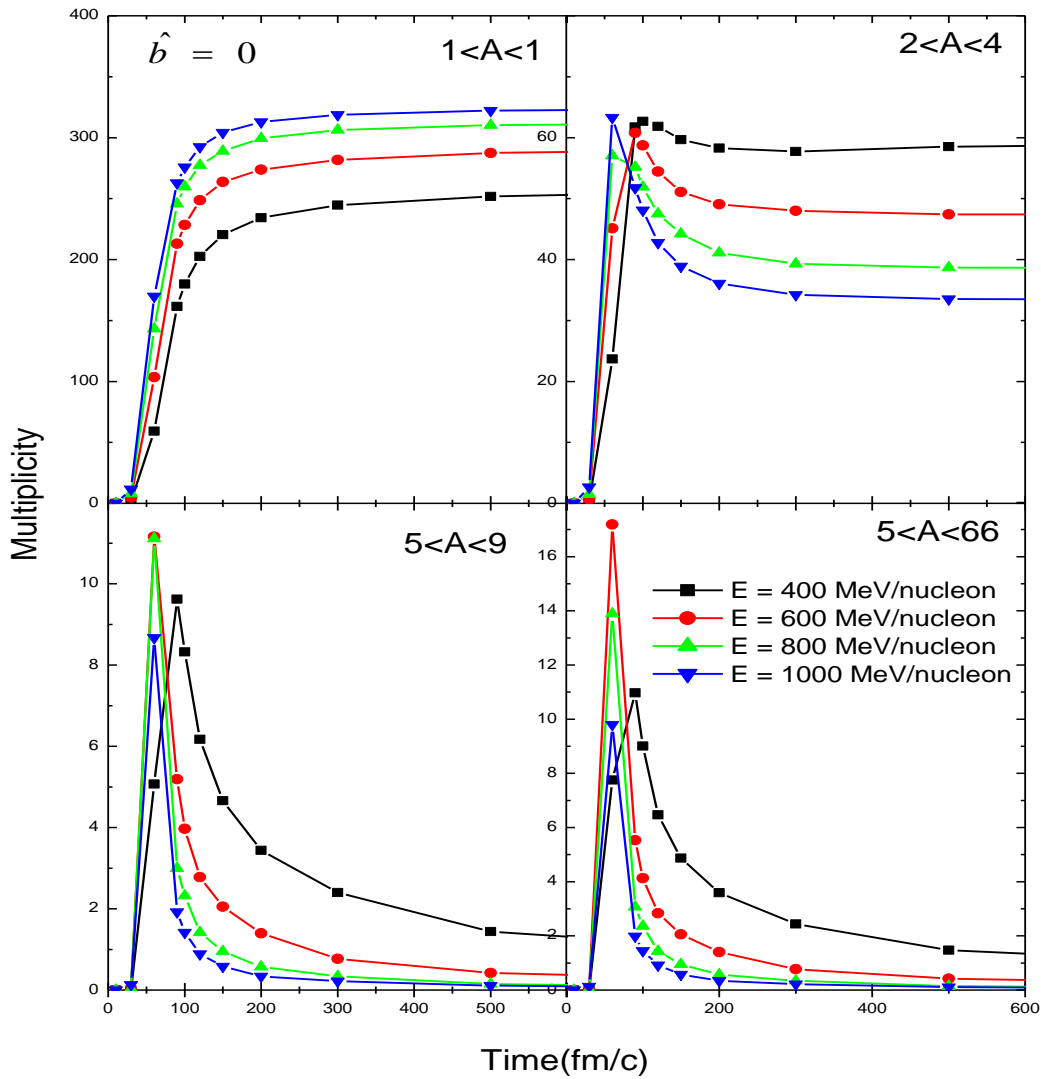 400
300
200
100
0
b̂ = 0
1<A<1
60
40
20
0
2<A<4
Multiplicity
10
8
6
4
2
0
5<A<9
0 100 200 300 400 500
16
14
12
10
8
6
4
2
0
5<A<66
E = 400 MeV/nucleon
E = 600 MeV/nucleon
E = 800 MeV/nucleon
E = 1000 MeV/nucleon
0 200 400 600
Time(fm/c)